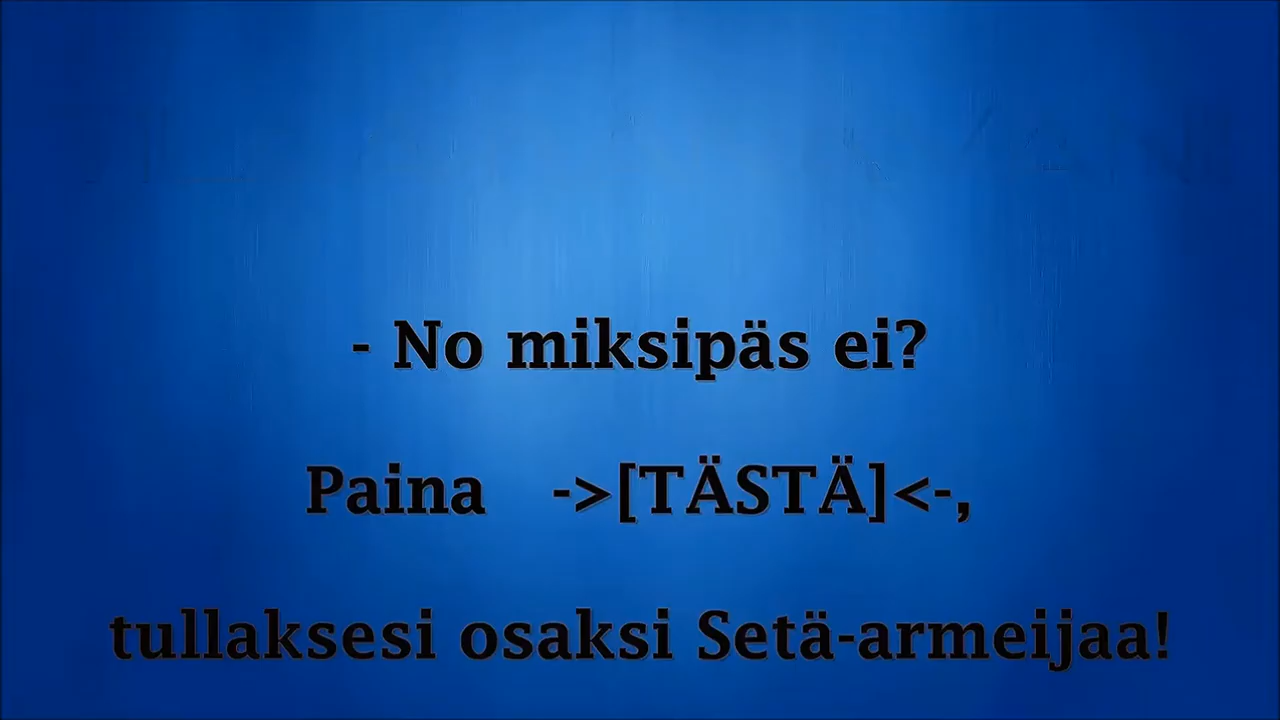 - No miksipäs ei?
Paina ->[TÄSTÄ]<-,
tullaksesi osaksi Setä-armeijaa!